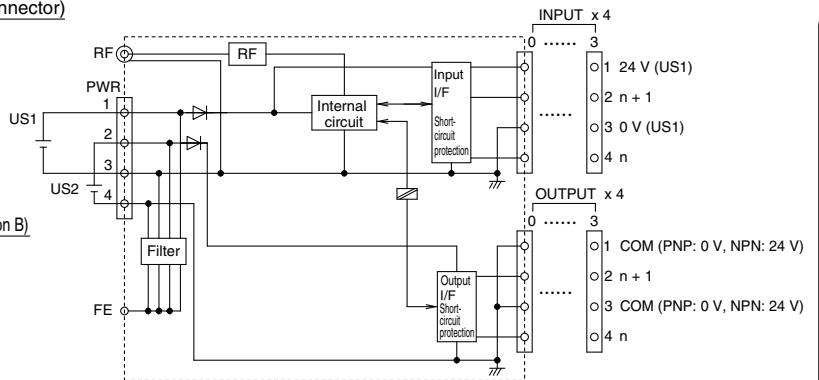 nnector)
INPUT x 4
0 ...... 3
RF
RF
PWR
1
2
3
4
US1
US2
Internal
circuit
Input
I/F
Short-
circuit
protection
......
1 24 V (US1)
2 n + 1
3 0 V (US1)
4 n
on B)
Filter
FE
OUTPUT x 4
0 ...... 3
Output
I/F
Short-
circuit
protection
......
1 COM (PNP: 0 V, NPN: 24 V)
2 n + 1
3 COM (PNP: 0 V, NPN: 24 V)
4 n